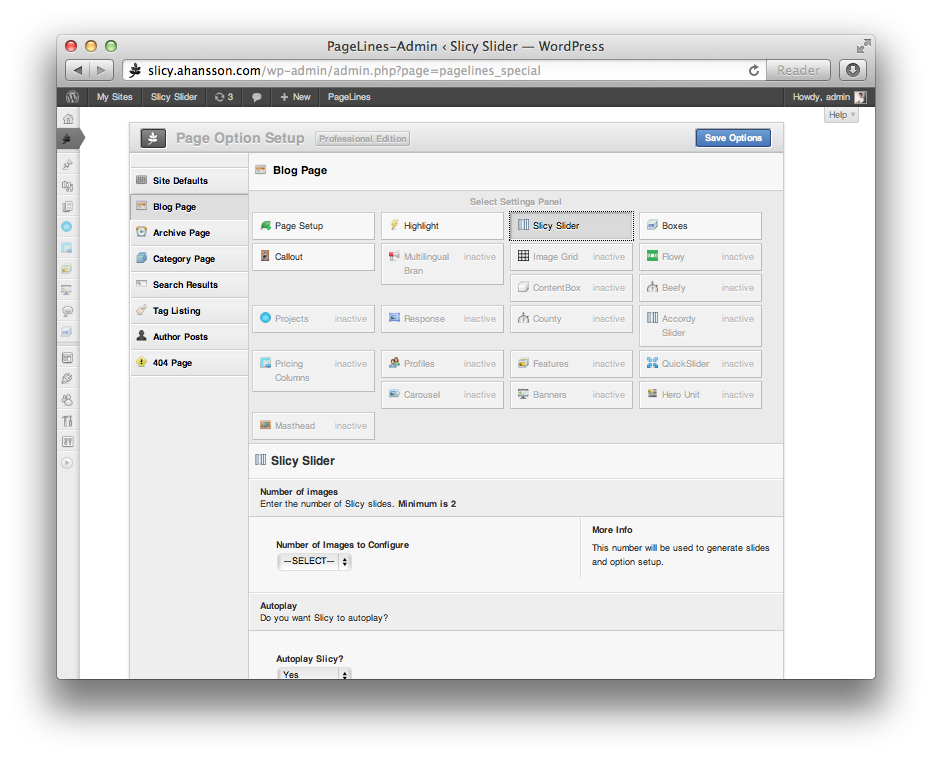 PageLines-Admin ‹ Slicy Slider — WordPress
slicy.ahansson.com/wp-admin/admin.php?page=pagelines_special
Reader
My Sites Slicy Slider 3 + New PageLines Howdy, admin
Help
Page Option Setup Professional Edition Save Options
Site Defaults
Blog Page
Archive Page
Category Page
Search Results
Tag Listing
Author Posts
404 Page
Blog Page
Select Settings Panel
Page Setup Highlight Slicy Slider Boxes
Callout Multilingual inactive Image Grid inactive Flowy inactive
Bran
ContentBox inactive Beefy inactive
Projects inactive Response inactive County inactive Accordy inactive
Slider
Pricing inactive Profiles inactive Features inactive QuickSlider inactive
Columns
Carousel inactive Banners inactive Hero Unit inactive
Masthead inactive
Slicy Slider
Number of images
Enter the number of Slicy slides. Minimum is 2
Number of Images to Configure
—SELECT—
More Info
This number will be used to generate slides
and option setup.
Autoplay
Do you want Slicy to autoplay?
Autoplay Slicy?
Yes